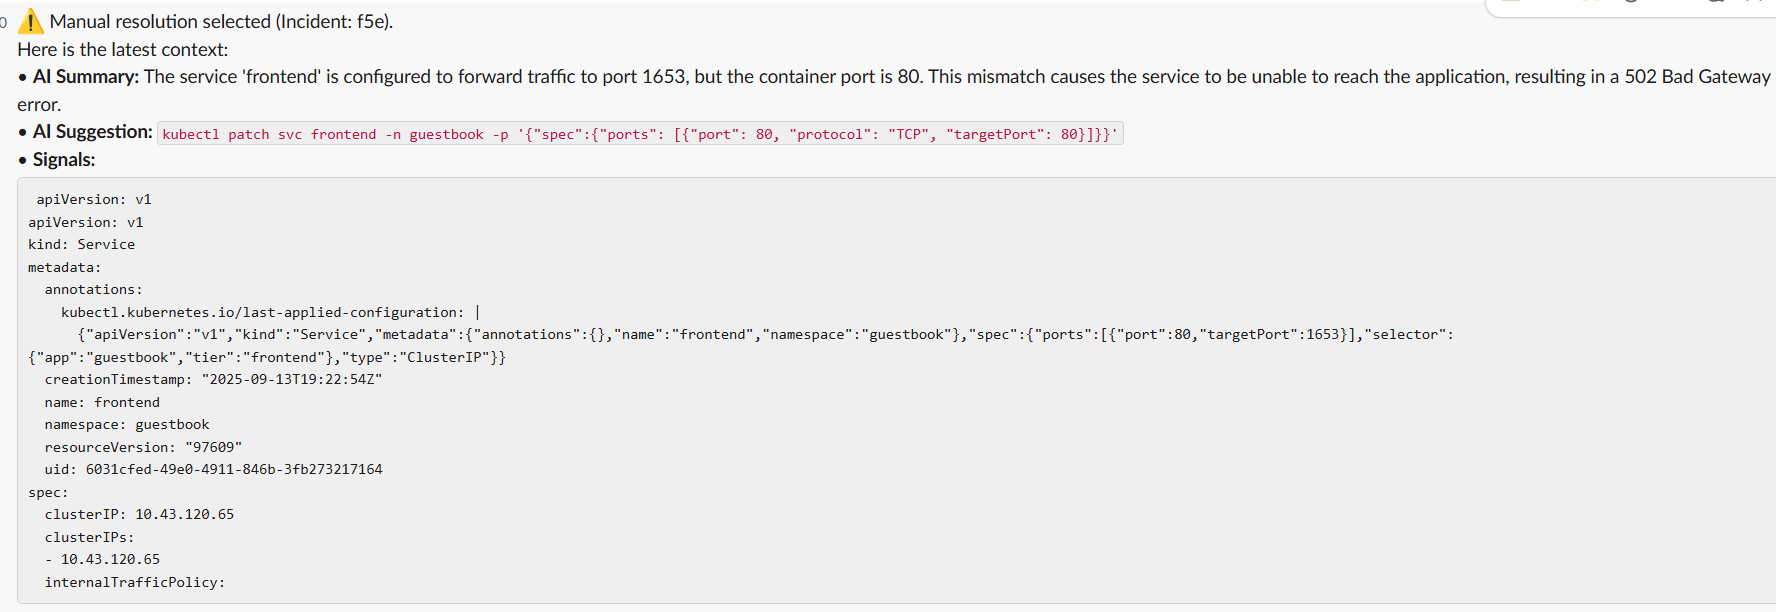 ⚠️ Manual resolution selected (Incident: f5e).
Here is the latest context:
• AI Summary: The service 'frontend' is configured to forward traffic to port 1653, but the container port is 80. This mismatch causes the service to be unable to reach the application, resulting in a 502 Bad Gateway
error.
• AI Suggestion: kubectl patch svc frontend -n guestbook -p '{"spec":{"ports": [{"port": 80, "protocol": "TCP", "targetPort": 80}]}}'
• Signals:
apiVersion: v1
apiVersion: v1
kind: Service
metadata:
  annotations:
    kubectl.kubernetes.io/last-applied-configuration: |
      {"apiVersion":"v1","kind":"Service","metadata":{"annotations":{},"name":"frontend","namespace":"guestbook"},"spec":{"ports":[{"port":80,"targetPort":1653}],"selector":
{"app":"guestbook","tier":"frontend"},"type":"ClusterIP"}}
  creationTimestamp: "2025-09-13T19:22:54Z"
  name: frontend
  namespace: guestbook
  resourceVersion: "97609"
  uid: 6031cfed-49e0-4911-846b-3fb273217164
spec:
  clusterIP: 10.43.120.65
  clusterIPs:
  - 10.43.120.65
  internalTrafficPolicy: